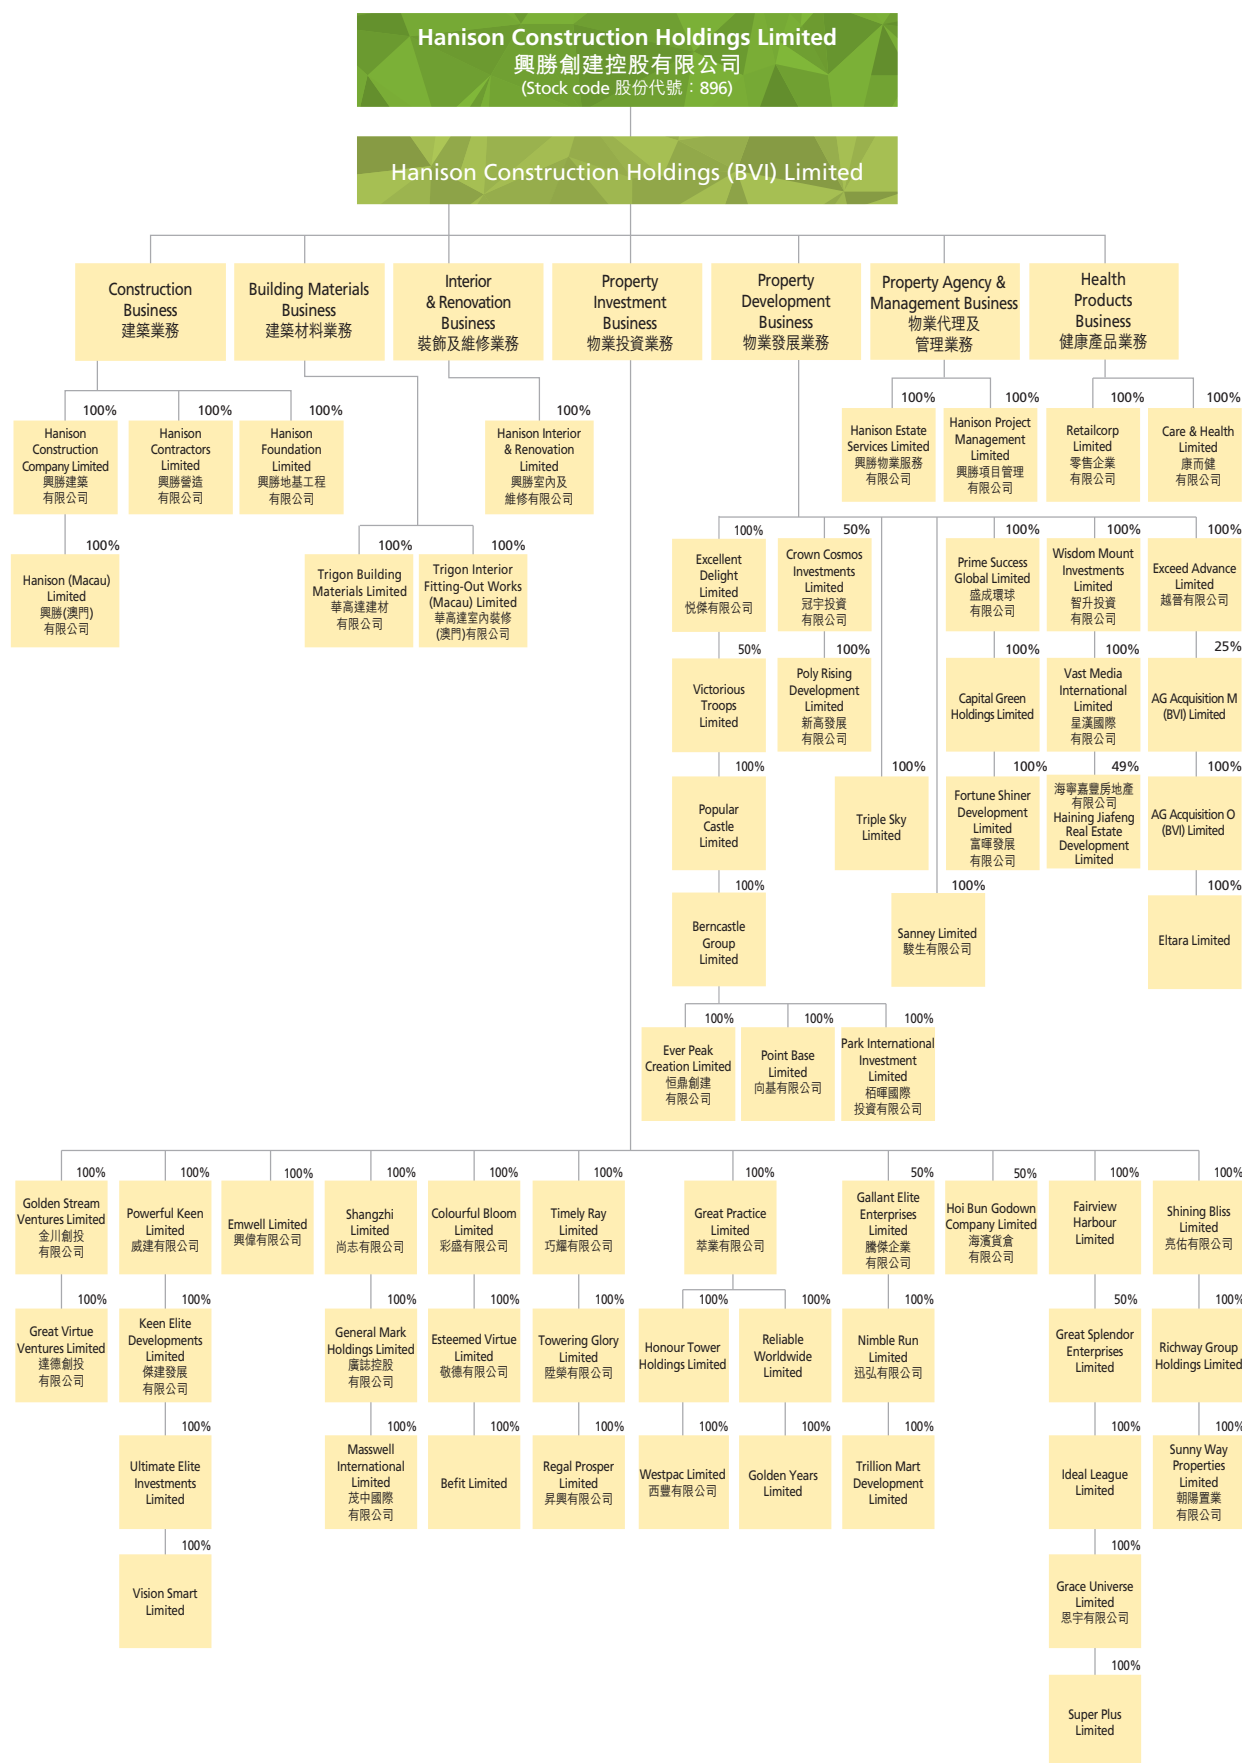 Hanison Construction Holdings Limited
興勝創建控股有限公司
(Stock code 股份代號：896)
Hanison Construction Holdings (BVI) Limited
Construction
Business
建築業務
Building Materials
Business
建築材料業務
Interior
& Renovation
Business
裝飾及維修業務
Property
Investment
Business
物業投資業務
Property
Development
Business
物業發展業務
Property Agency &
Management Business
物業代理及
管理業務
Health
Products
Business
健康產品業務
100%
Hanison
Construction
Company Limited
興勝建築
有限公司
100%
Hanison
Contractors
Limited
興勝營造
有限公司
100%
Hanison
Foundation
Limited
興勝地基工程
有限公司
100%
Hanison Interior
& Renovation
Limited
興勝室內及
維修有限公司
100%
Hanison Estate
Services Limited
興勝物業服務
有限公司
100%
Hanison Project
Management
Limited
興勝項目管理
有限公司
100%
Retailcorp
Limited
零售企業
有限公司
100%
Care & Health
Limited
康而健
有限公司
100%
Hanison (Macau)
Limited
興勝(澳門)
有限公司
100%
Trigon Building
Materials Limited
華高達建材
有限公司
100%
Trigon Interior
Fitting-Out Works
(Macau) Limited
華高達室內裝修
(澳門)有限公司
100%
Excellent
Delight
Limited
悦傑有限公司
50%
Crown Cosmos
Investments
Limited
冠宇投資
有限公司
100%
Prime Success
Global Limited
盛成環球
有限公司
100%
Wisdom Mount
Investments
Limited
智升投資
有限公司
100%
Exceed Advance
Limited
越晉有限公司
50%
Victorious
Troops
Limited
100%
Poly Rising
Development
Limited
新高發展
有限公司
100%
Capital Green
Holdings Limited
100%
Vast Media
International
Limited
星漢國際
有限公司
25%
AG Acquisition M
(BVI) Limited
100%
Popular
Castle
Limited
100%
Triple Sky
Limited
100%
Fortune Shiner
Development
Limited
富暉發展
有限公司
49%
海寧嘉豐房地產
有限公司
Haining Jiafeng
Real Estate
Development
Limited
100%
AG Acquisition O
(BVI) Limited
100%
Berncastle
Group
Limited
100%
Sanney Limited
駿生有限公司
100%
Eltara Limited
100%
Ever Peak
Creation Limited
恒鼎創建
有限公司
100%
Point Base
Limited
向基有限公司
100%
Park International
Investment
Limited
栢暉國際
投資有限公司
100%
Golden Stream
Ventures Limited
金川創投
有限公司
100%
Powerful Keen
Limited
威建有限公司
100%
Emwell Limited
興偉有限公司
100%
Shangzhi
Limited
尚志有限公司
100%
Colourful Bloom
Limited
彩盛有限公司
100%
Timely Ray
Limited
巧耀有限公司
100%
Great Practice
Limited
萃業有限公司
50%
Gallant Elite
Enterprises
Limited
騰傑企業
有限公司
50%
Hoi Bun Godown
Company Limited
海濱貨倉
有限公司
100%
Fairview
Harbour
Limited
100%
Shining Bliss
Limited
亮佑有限公司
100%
Great Virtue
Ventures Limited
達德創投
有限公司
100%
Keen Elite
Developments
Limited
傑建發展
有限公司
100%
General Mark
Holdings Limited
廣誌控股
有限公司
100%
Esteemed Virtue
Limited
敬德有限公司
100%
Towering Glory
Limited
陞榮有限公司
100%
Honour Tower
Holdings Limited
100%
Reliable
Worldwide
Limited
100%
Nimble Run
Limited
迅弘有限公司
50%
Great Splendor
Enterprises
Limited
100%
Richway Group
Holdings Limited
100%
Ultimate Elite
Investments
Limited
100%
Masswell
International
Limited
茂中國際
有限公司
100%
Befit Limited
100%
Regal Prosper
Limited
昇興有限公司
100%
Westpac Limited
西豐有限公司
100%
Golden Years
Limited
100%
Trillion Mart
Development
Limited
100%
Ideal League
Limited
100%
Sunny Way
Properties
Limited
朝陽置業
有限公司
100%
Vision Smart
Limited
100%
Grace Universe
Limited
恩宇有限公司
100%
Super Plus
Limited